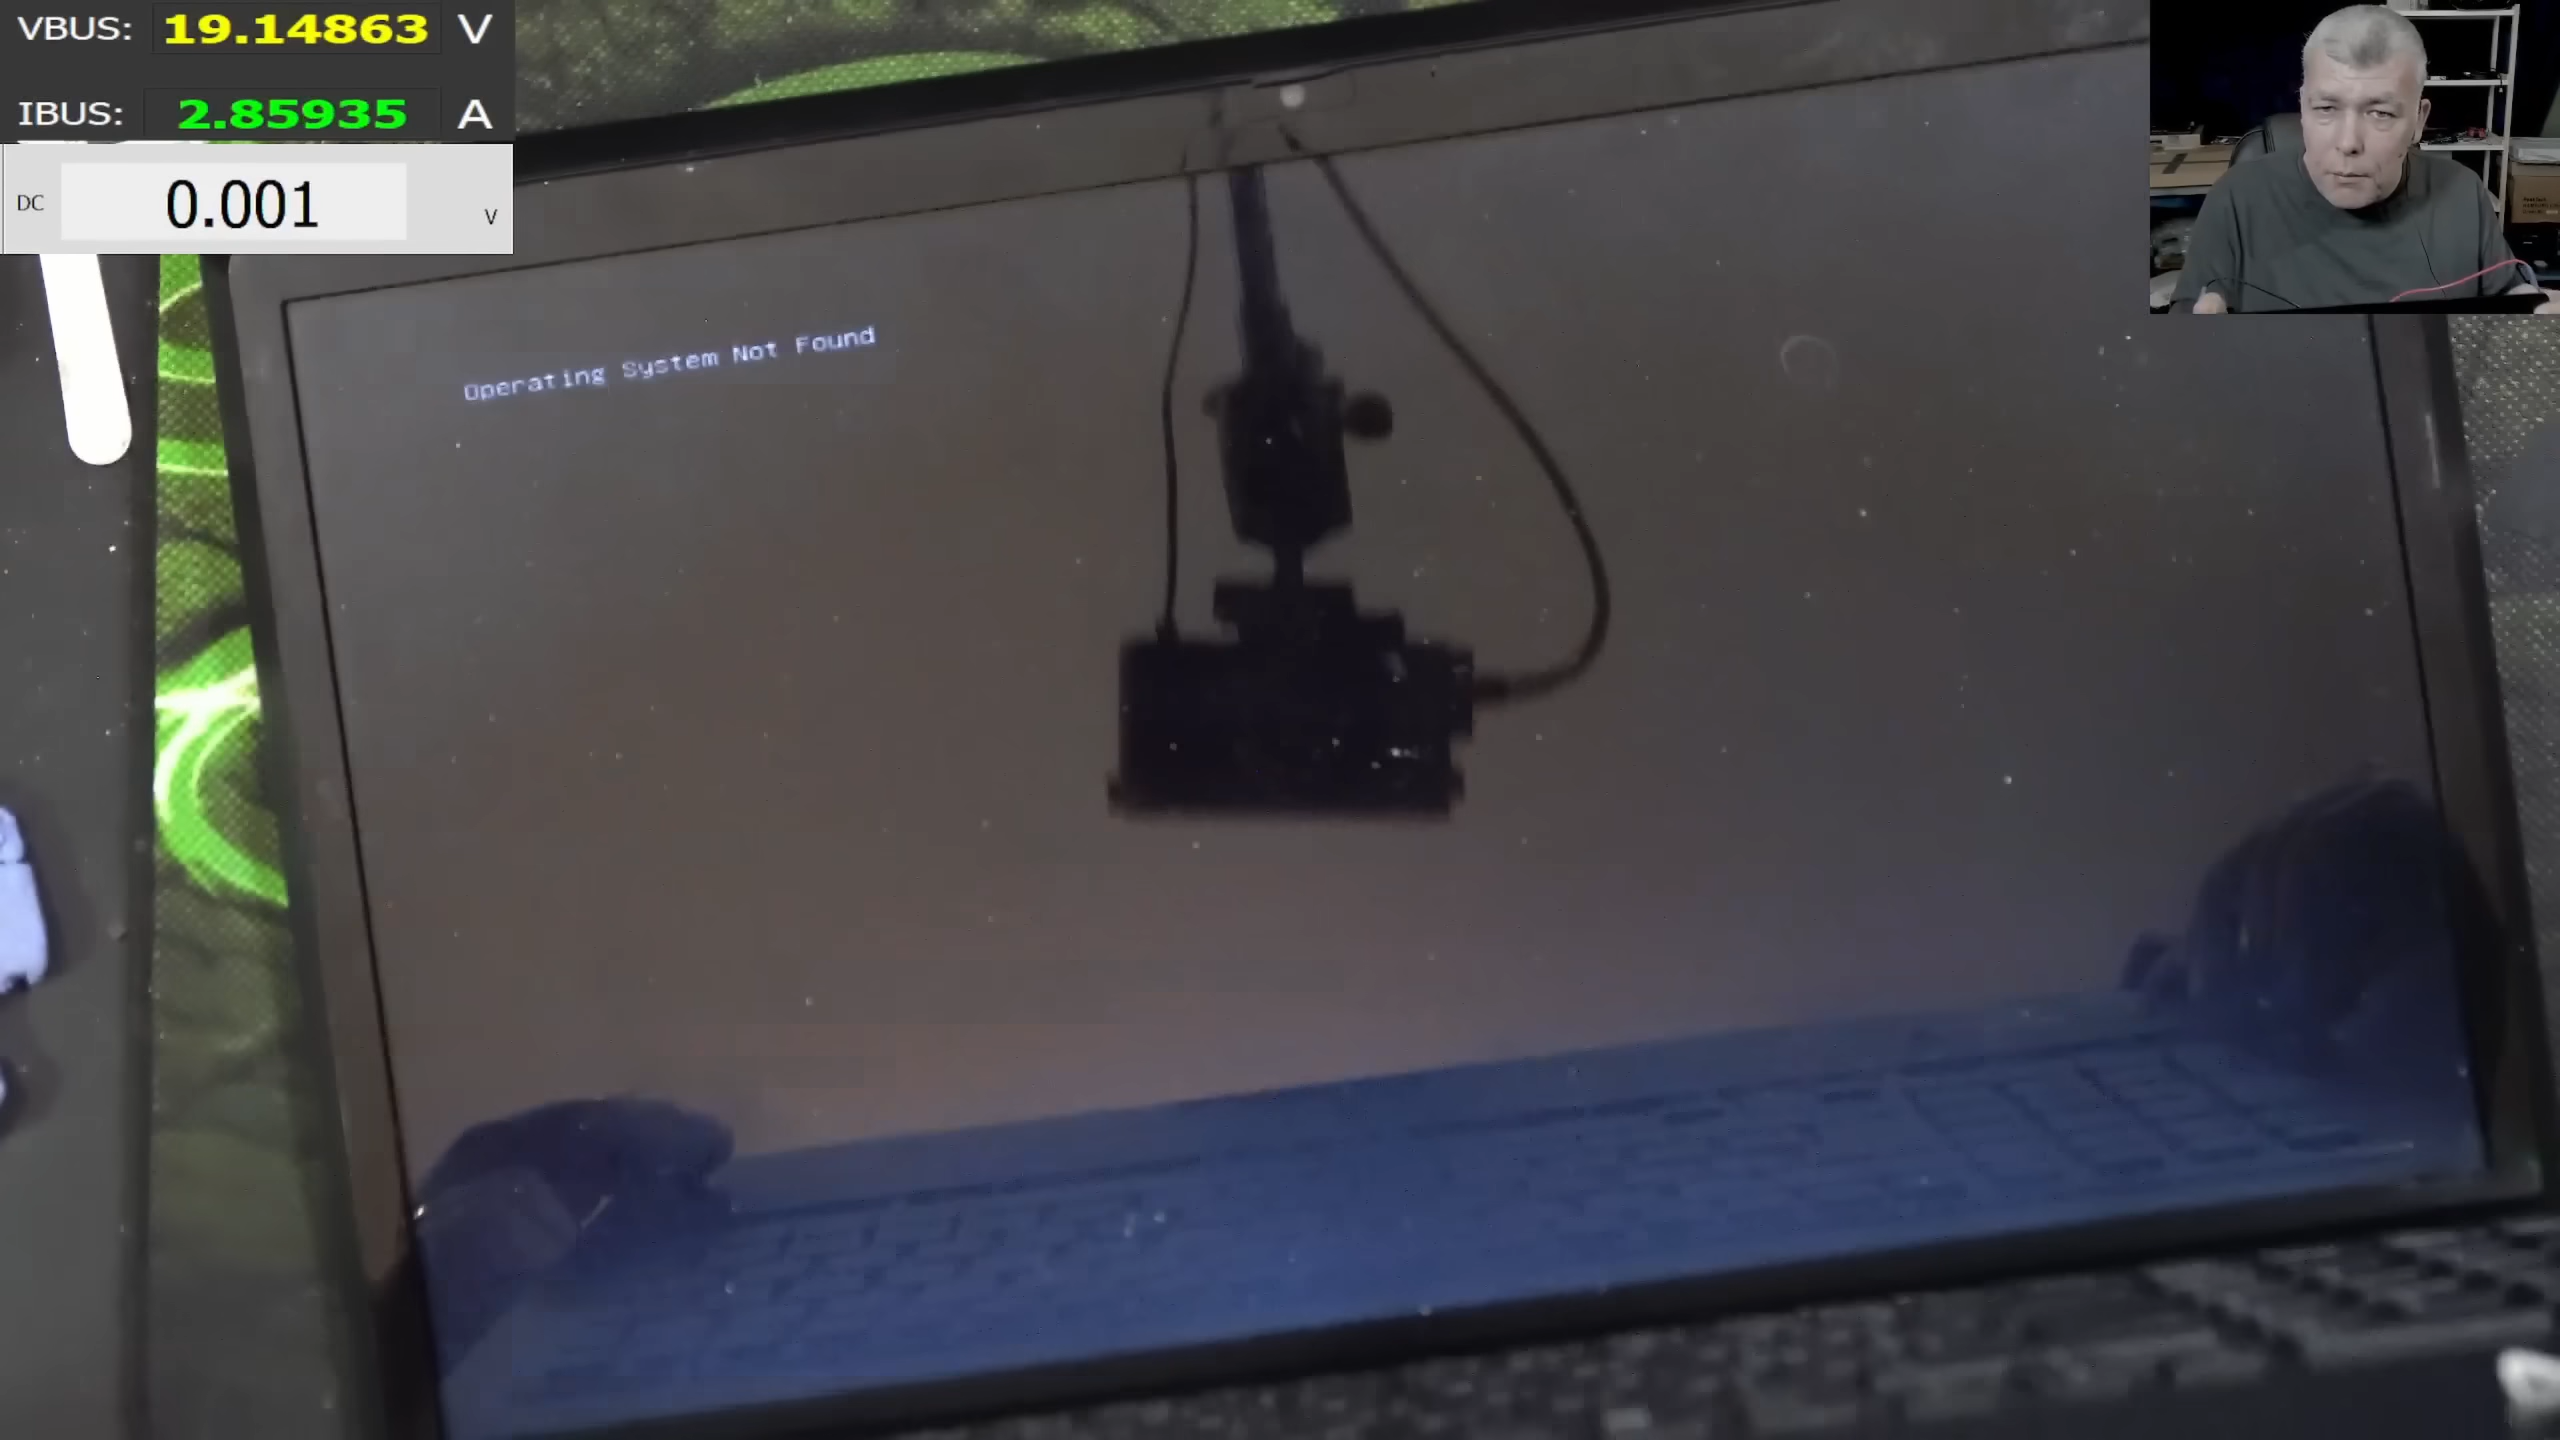 VBUS: 19.14863 V
IBUS: 2.85935 A
DC 0.001 V
Operating System Not Found